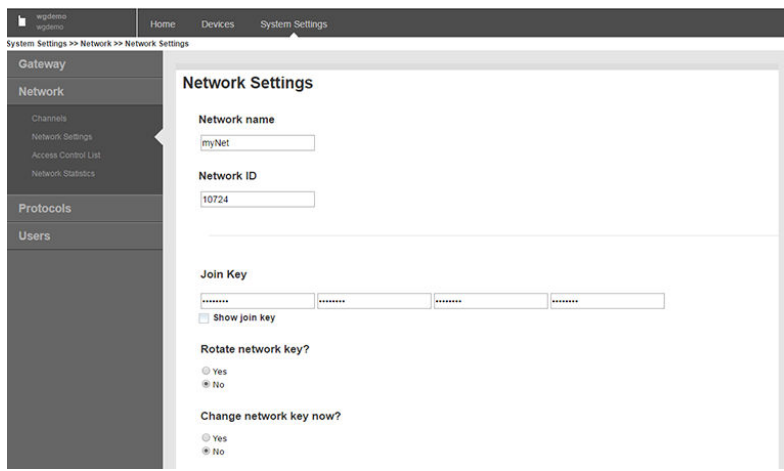 wgdemo
wgdemo
Home Devices System Settings
System Settings >> Network >> Network Settings
Gateway
Network
Channels
Network Settings
Access Control List
Network Statistics
Protocols
Users
Network Settings
Network name
myNet
Network ID
10724
Join Key
•••••••• •••••••• •••••••• ••••••••
Show join key
Rotate network key?
Yes
No
Change network key now?
Yes
No